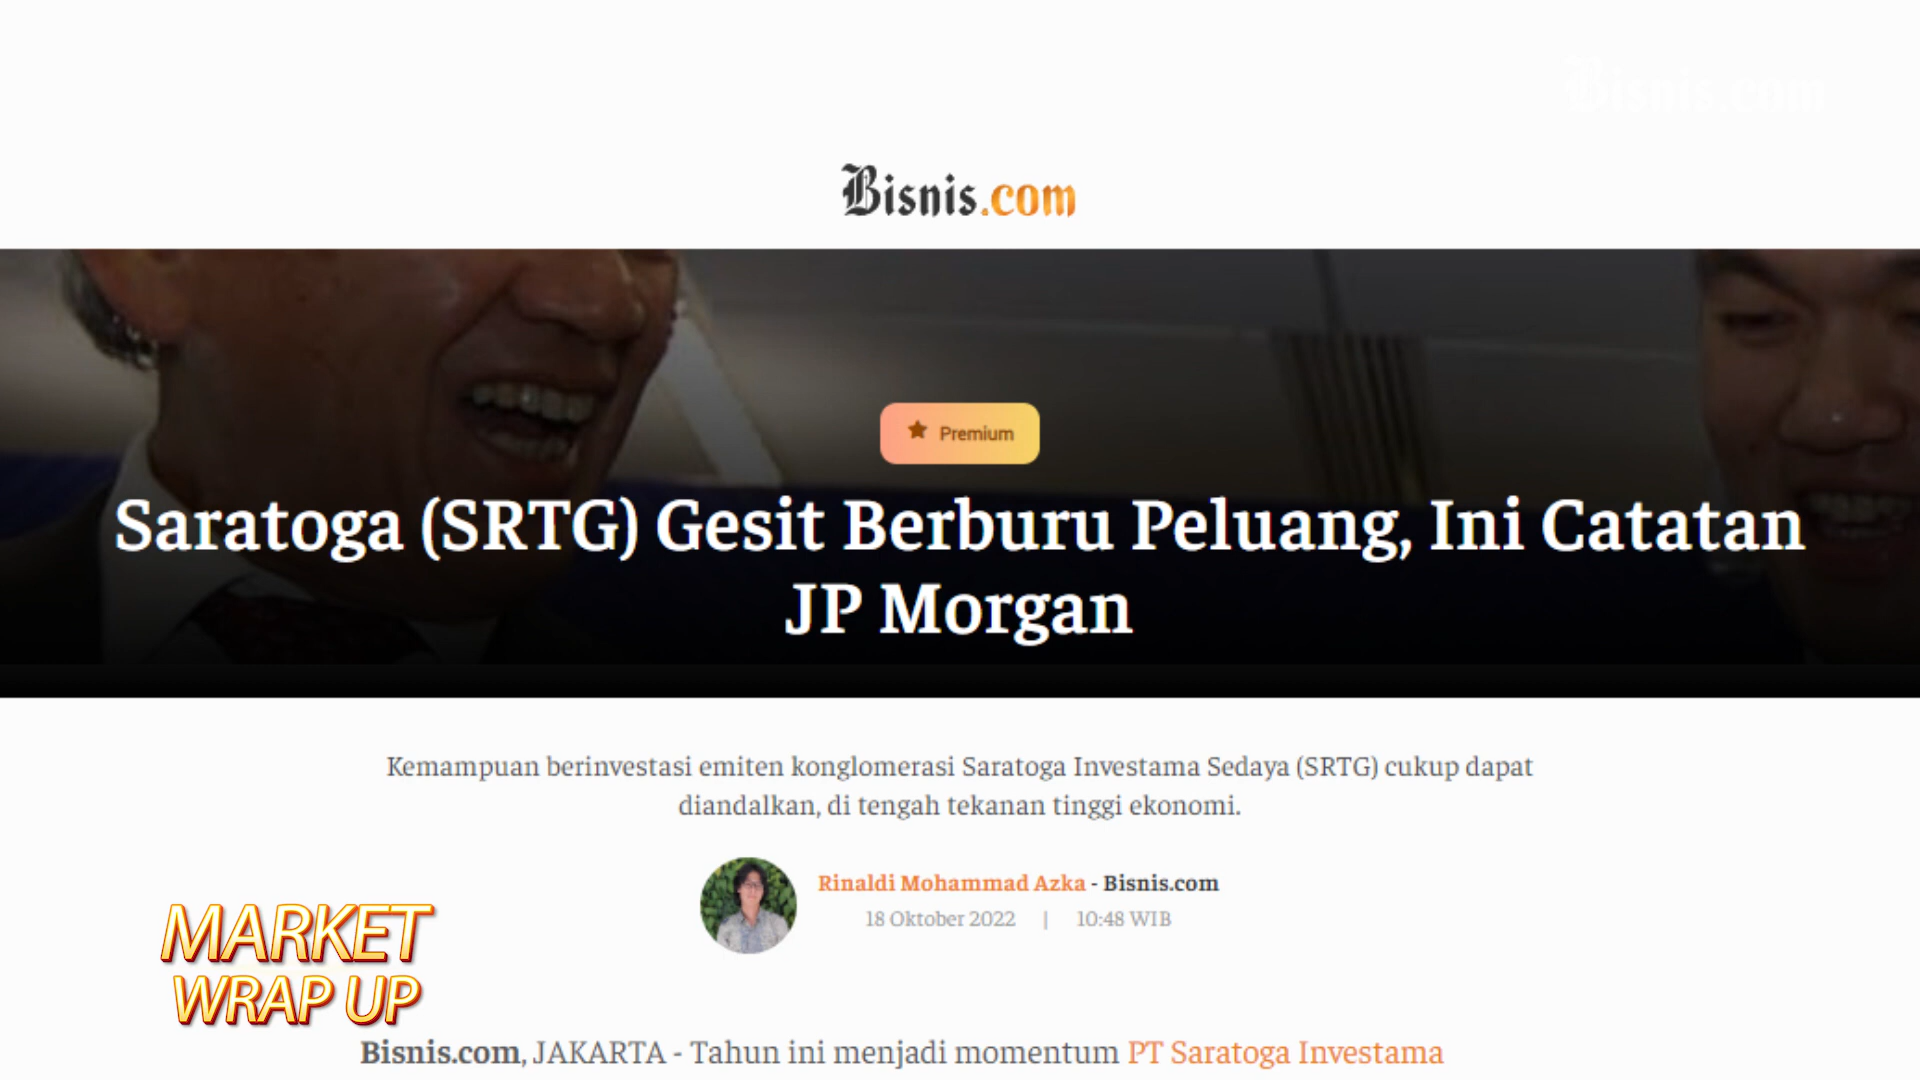 Bisnis.com
Bisnis.com
Premium
Saratoga (SRTG) Gesit Berburu Peluang, Ini Catatan
JP Morgan
Kemampuan berinvestasi emiten konglomerasi Saratoga Investama Sedaya (SRTG) cukup dapat
diandalkan, di tengah tekanan tinggi ekonomi.
Rinaldi Mohammad Azka - Bisnis.com
18 Oktober 2022 | 10:48 WIB
MARKET
WRAP UP
Bisnis.com, JAKARTA - Tahun ini menjadi momentum PT Saratoga Investama